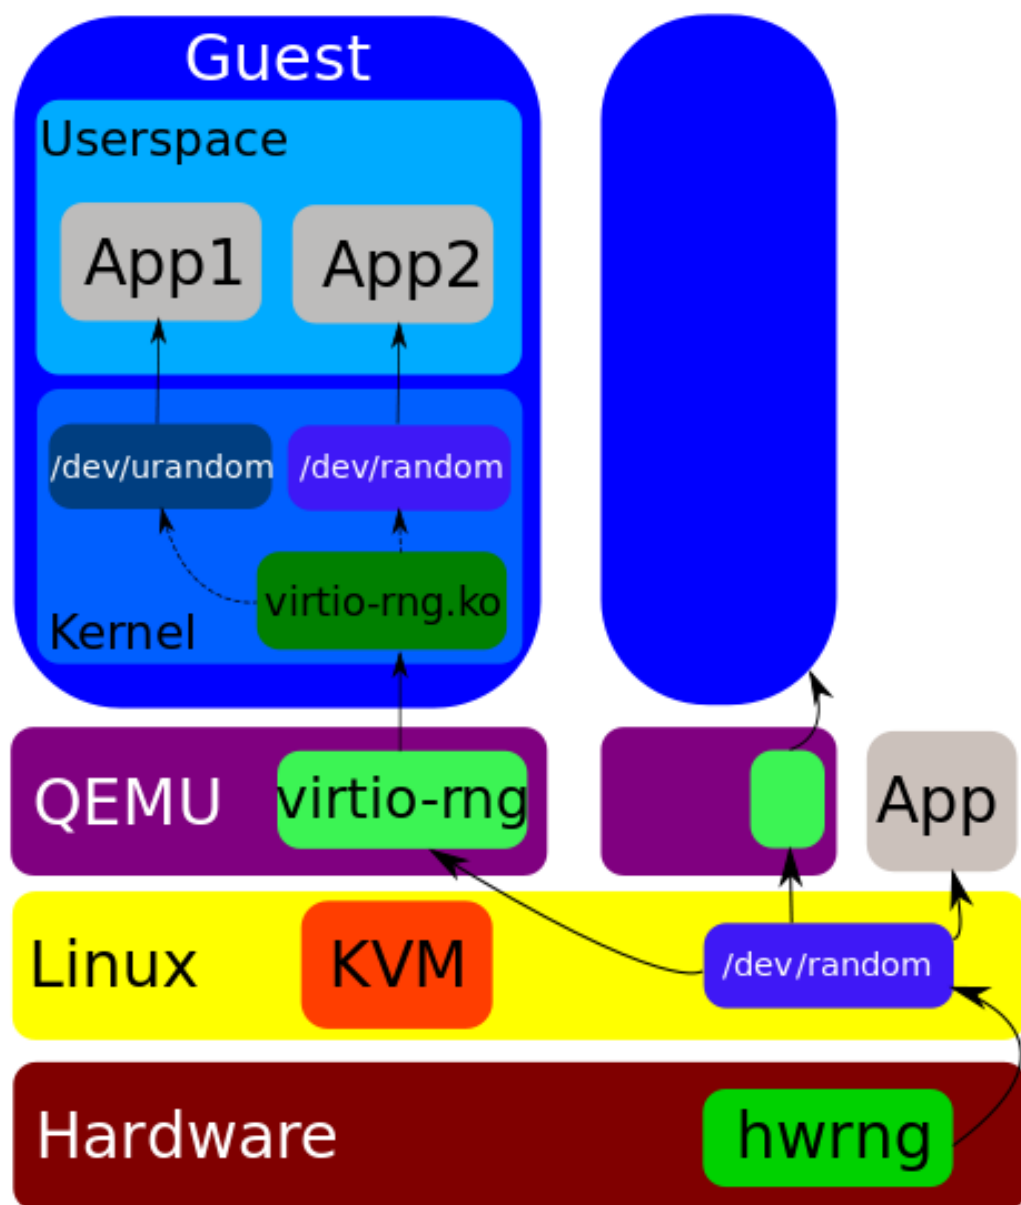 Guest
Userspace
App1
App2
/dev/urandom
/dev/random
virtio-rng.ko
Kernel
QEMU
virtio-rng
App
Linux
KVM
/dev/random
Hardware
hwrng